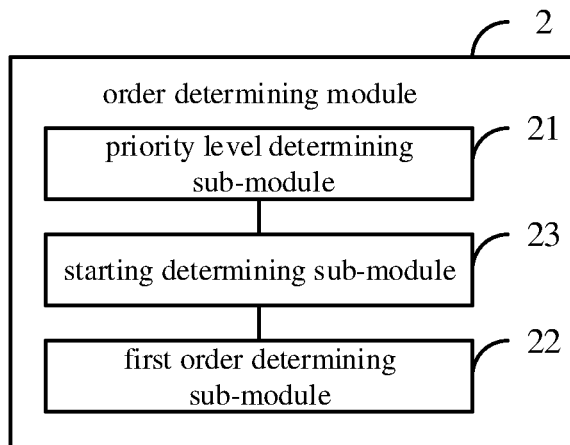 2
order determining module
21
priority level determining
sub-module
23
starting determining sub-module
22
first order determining
sub-module